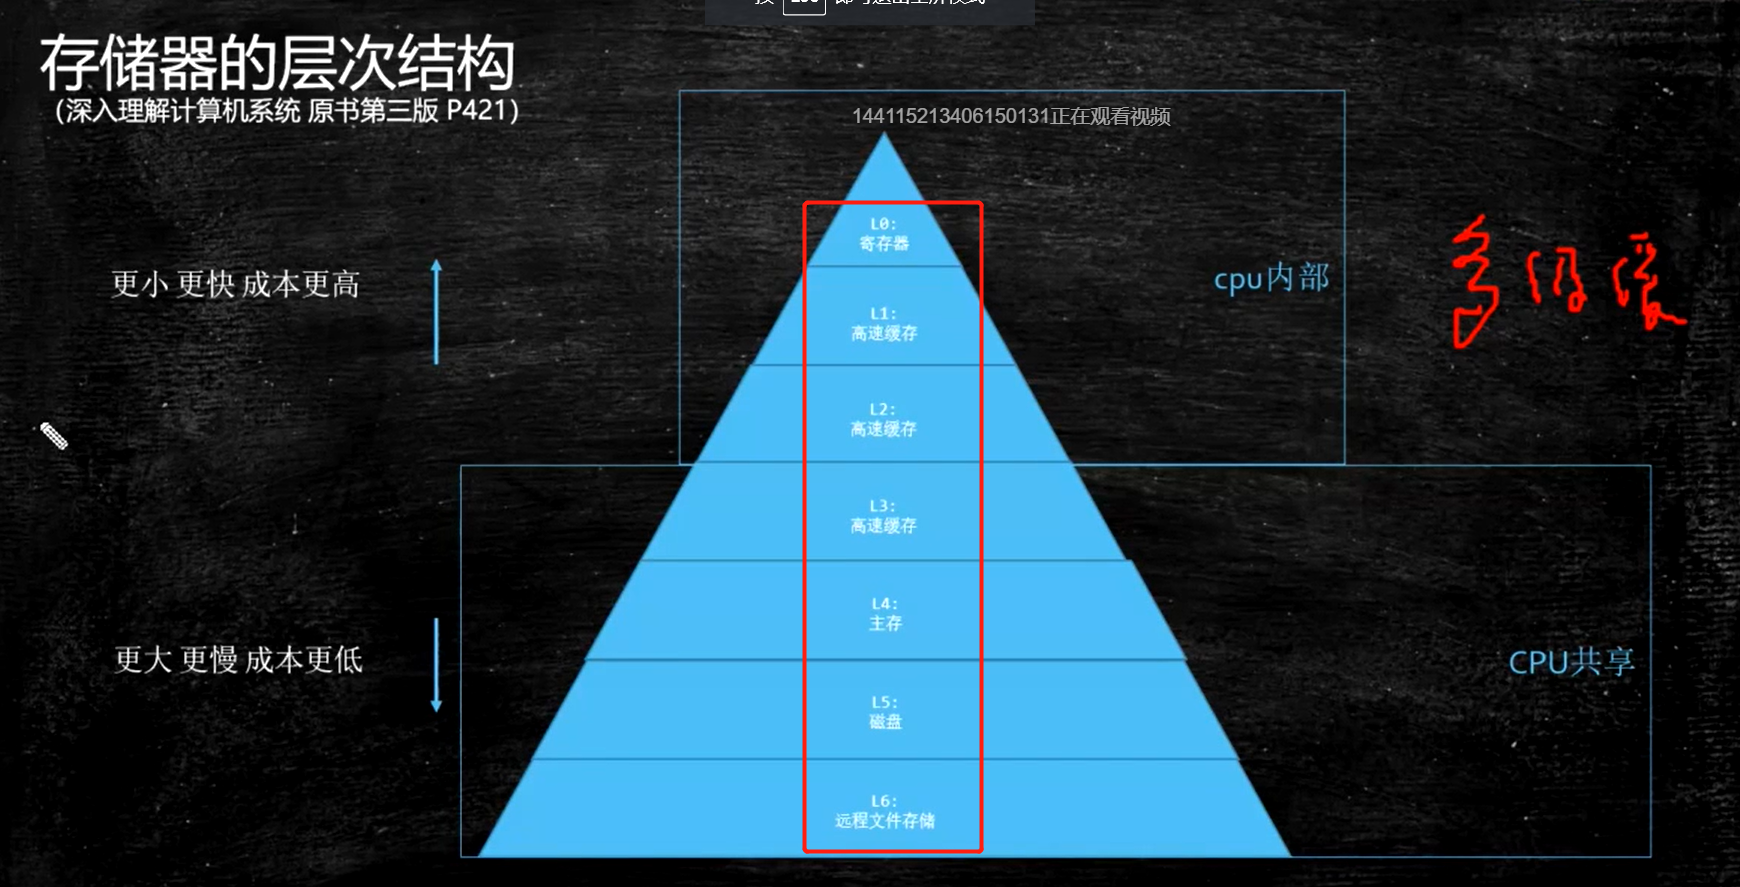 存储器的层次结构
（深入理解计算机系统 原书第三版 P421）
144115213406150131正在观看视频
L0:
寄存器
L1:
高速缓存
cpu内部
多级缓
更小 更快 成本更高
L2:
高速缓存
L3:
高速缓存
L4:
主存
更大 更慢 成本更低
CPU共享
L5:
磁盘
L6:
远程文件存储